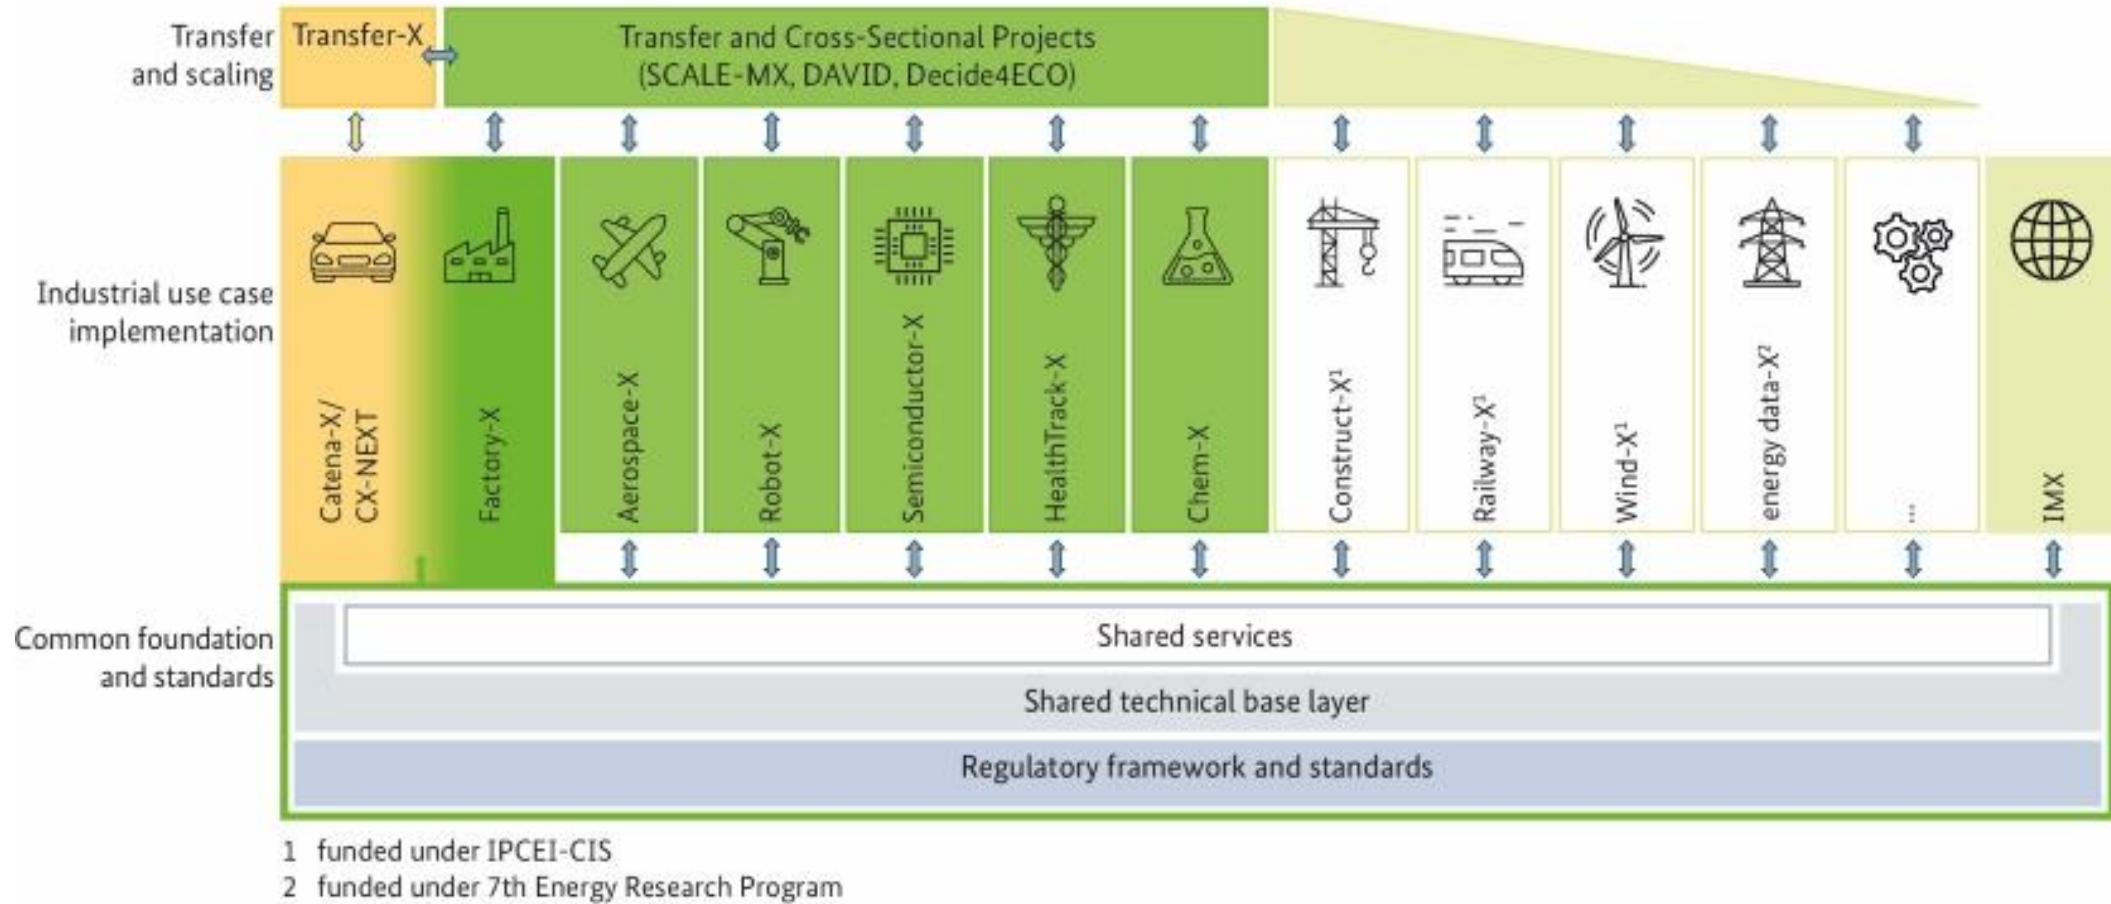 Transfer
and scaling
Transfer-X
Transfer and Cross-Sectional Projects
(SCALE-MX, DAVID, Decide4ECO)
Industrial use case
implementation
Catena-X/
CX-NEXT
Factory-X
Aerospace-X
Robot-X
Semiconductor-X
HealthTrack-X
Chem-X
Construct-X¹
Railway-X¹
Wind-X¹
energy data-X²
...
IMX
Common foundation
and standards
Shared services
Shared technical base layer
Regulatory framework and standards
1 funded under IPCEI-CIS
2 funded under 7th Energy Research Program